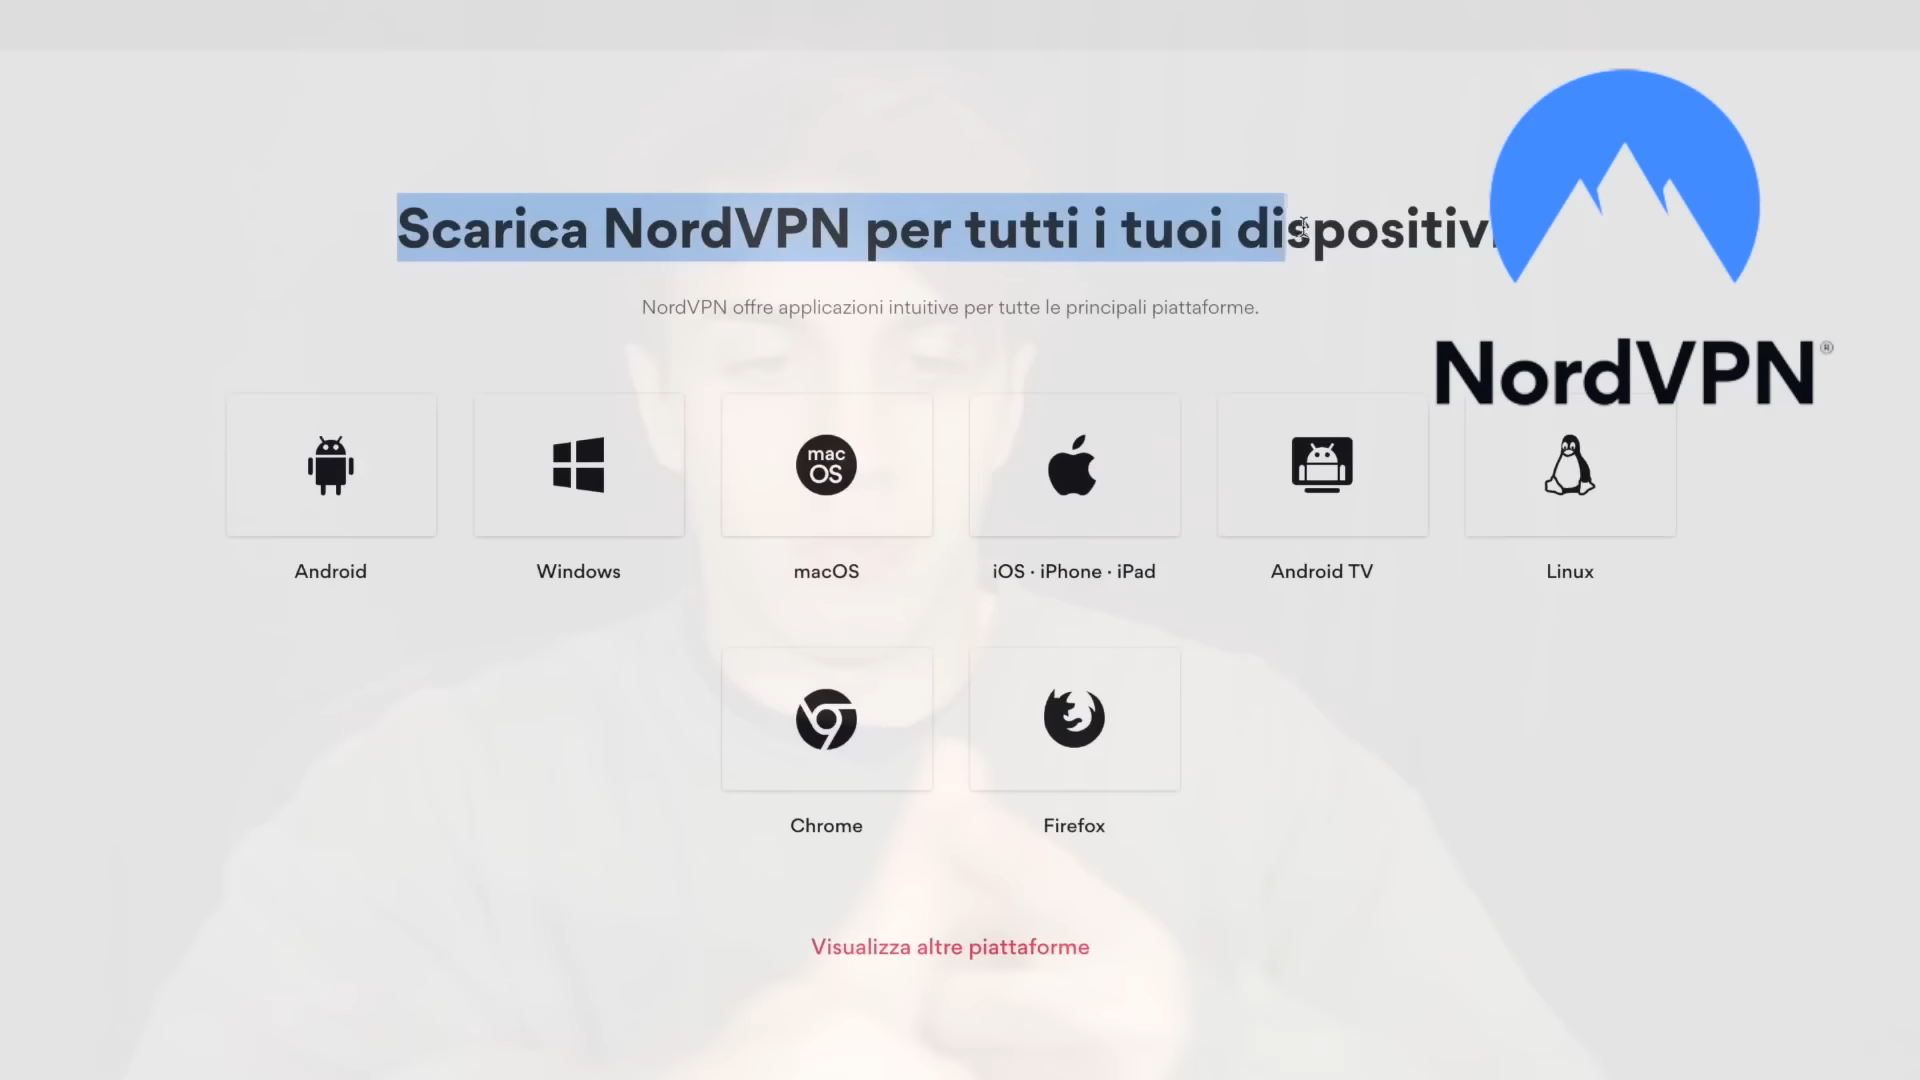 Scarica NordVPN per tutti i tuoi dispositivi
NordVPN offre applicazioni intuitive per tutte le principali piattaforme.
NordVPN®
mac
OS
Android
Windows
macOS
iOS · iPhone · iPad
Android TV
Linux
Chrome
Firefox
Visualizza altre piattaforme